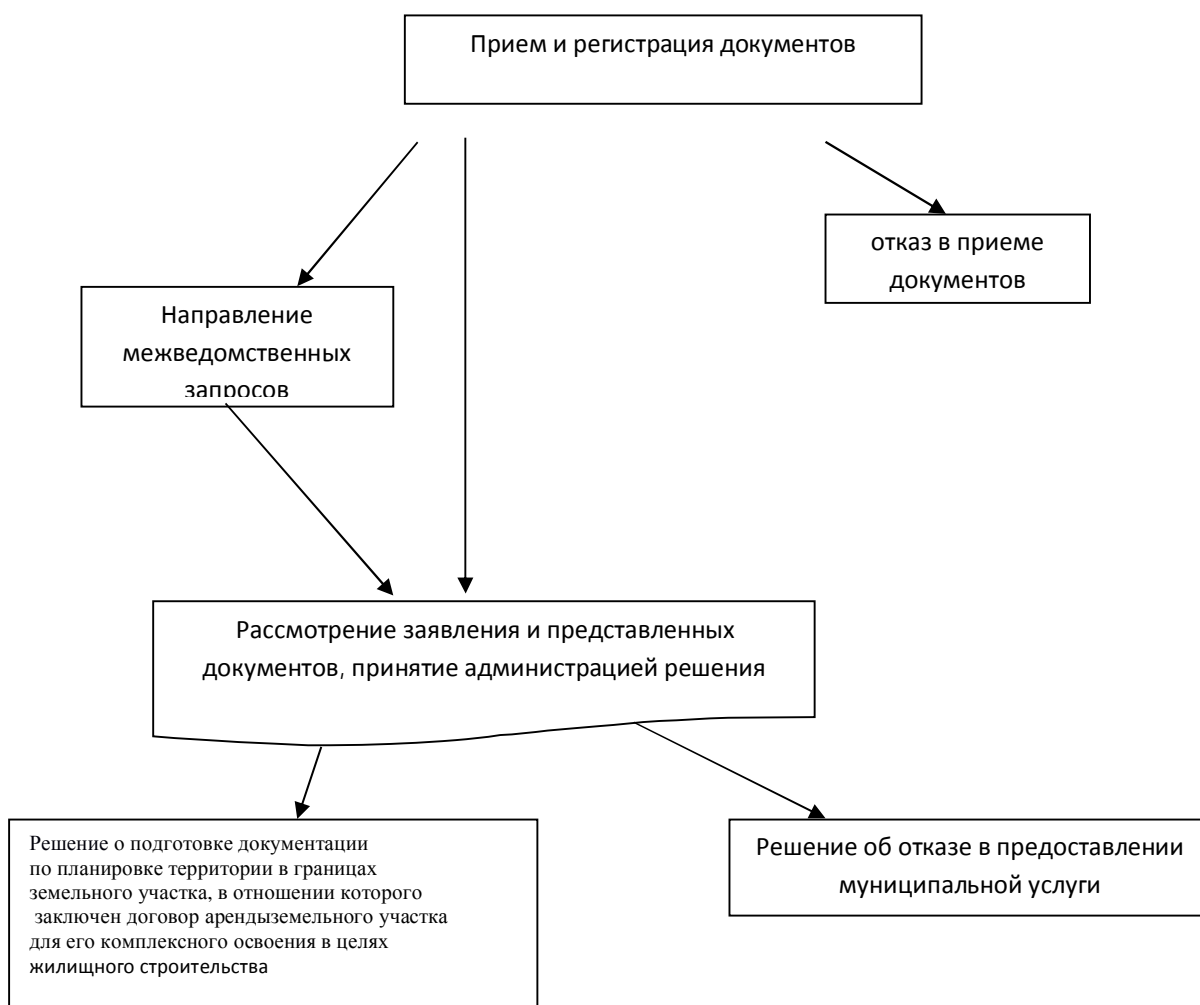 Прием и регистрация документов
отказ в приеме
документов
Направление
межведомственных
запросов
Рассмотрение заявления и представленных
документов, принятие администрацией решения
Решение о подготовке документации
по планировке территории в границах
земельного участка, в отношении которого
заключен договор арендыземельного участка
для его комплексного освоения в целях
жилищного строительства
Решение об отказе в предоставлении
муниципальной услуги